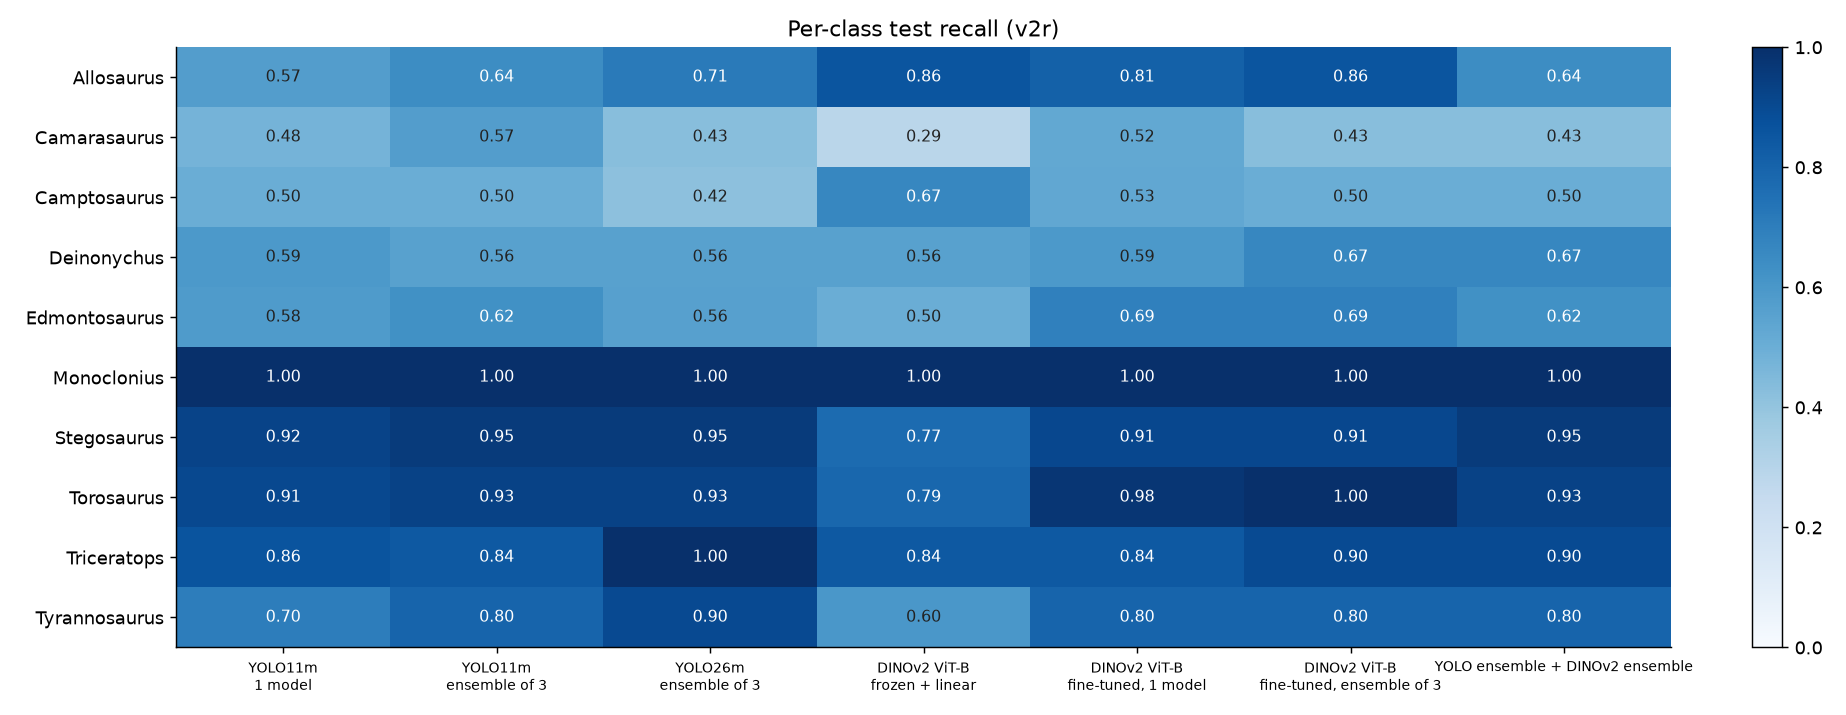 Per-class test recall (v2r)
Allosaurus 0.57 0.64 0.71 0.86 0.81 0.86 0.64
Camarasaurus 0.48 0.57 0.43 0.29 0.52 0.43 0.43
Camptosaurus 0.50 0.50 0.42 0.67 0.53 0.50 0.50
Deinonychus 0.59 0.56 0.56 0.56 0.59 0.67 0.67
Edmontosaurus 0.58 0.62 0.56 0.50 0.69 0.69 0.62
Monoclonius 1.00 1.00 1.00 1.00 1.00 1.00 1.00
Stegosaurus 0.92 0.95 0.95 0.77 0.91 0.91 0.95
Torosaurus 0.91 0.93 0.93 0.79 0.98 1.00 0.93
Triceratops 0.86 0.84 1.00 0.84 0.84 0.90 0.90
Tyrannosaurus 0.70 0.80 0.90 0.60 0.80 0.80 0.80
YOLO11m
1 model
YOLO11m
ensemble of 3
YOLO26m
ensemble of 3
DINOv2 ViT-B
frozen + linear
DINOv2 ViT-B
fine-tuned, 1 model
DINOv2 ViT-B
fine-tuned, ensemble of 3
YOLO ensemble + DINOv2 ensemble
1.0
0.8
0.6
0.4
0.2
0.0